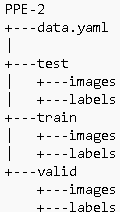 PPE-2
+---data.yaml
|
+---test
|   +---images
|   +---labels
+---train
|   +---images
|   +---labels
+---valid
    +---images
    +---labels